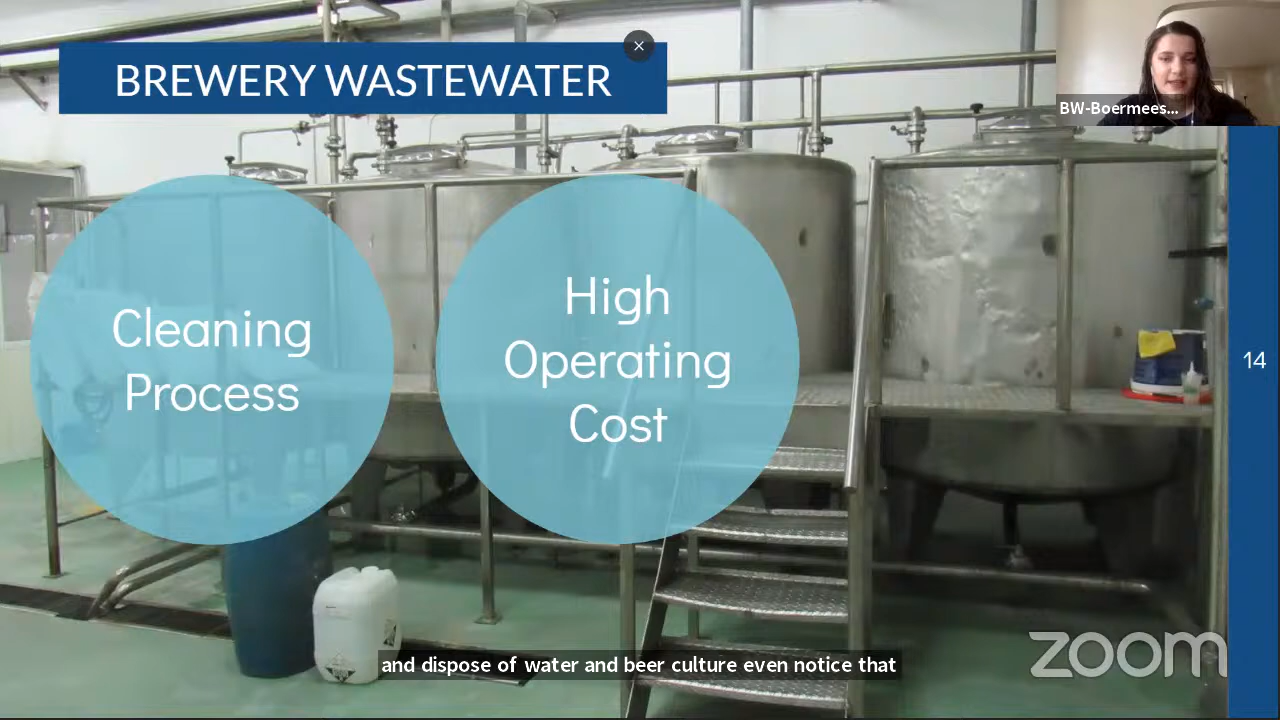 BREWERY WASTEWATER
BW-Boermees...
Cleaning
Process
High
Operating
Cost
14
zoom
and dispose of water and beer culture even notice that